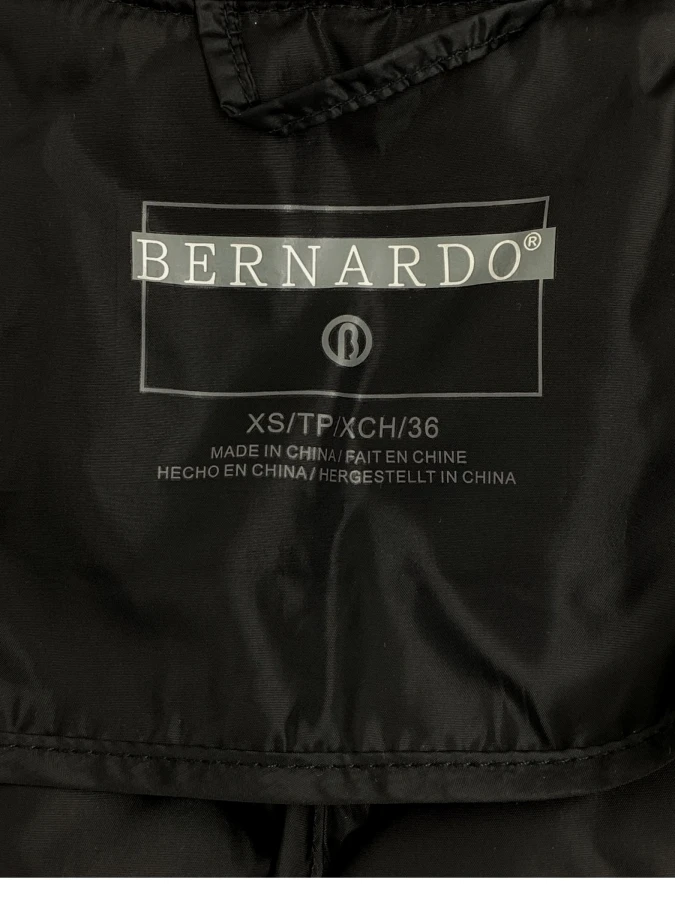 BERNARDO®
B
XS/TP/XCH/36
MADE IN CHINA/FAIT EN CHINE
HECHO EN CHINA/HERGESTELLT IN CHINA